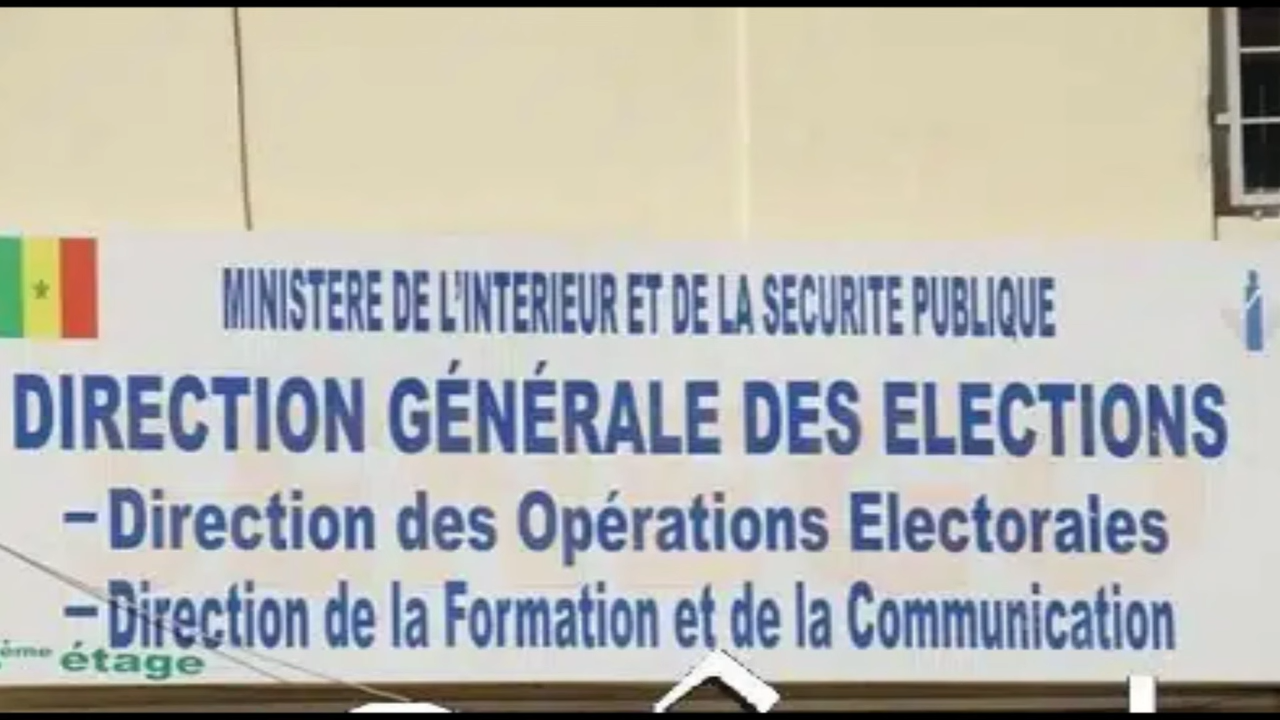 MINISTERE DE L'INTERIEUR ET DE LA SECURITE PUBLIQUE
DIRECTION GÉNÉRALE DES ELECTIONS
– Direction des Opérations Electorales
– Direction de la Formation et de la Communication
ème étage